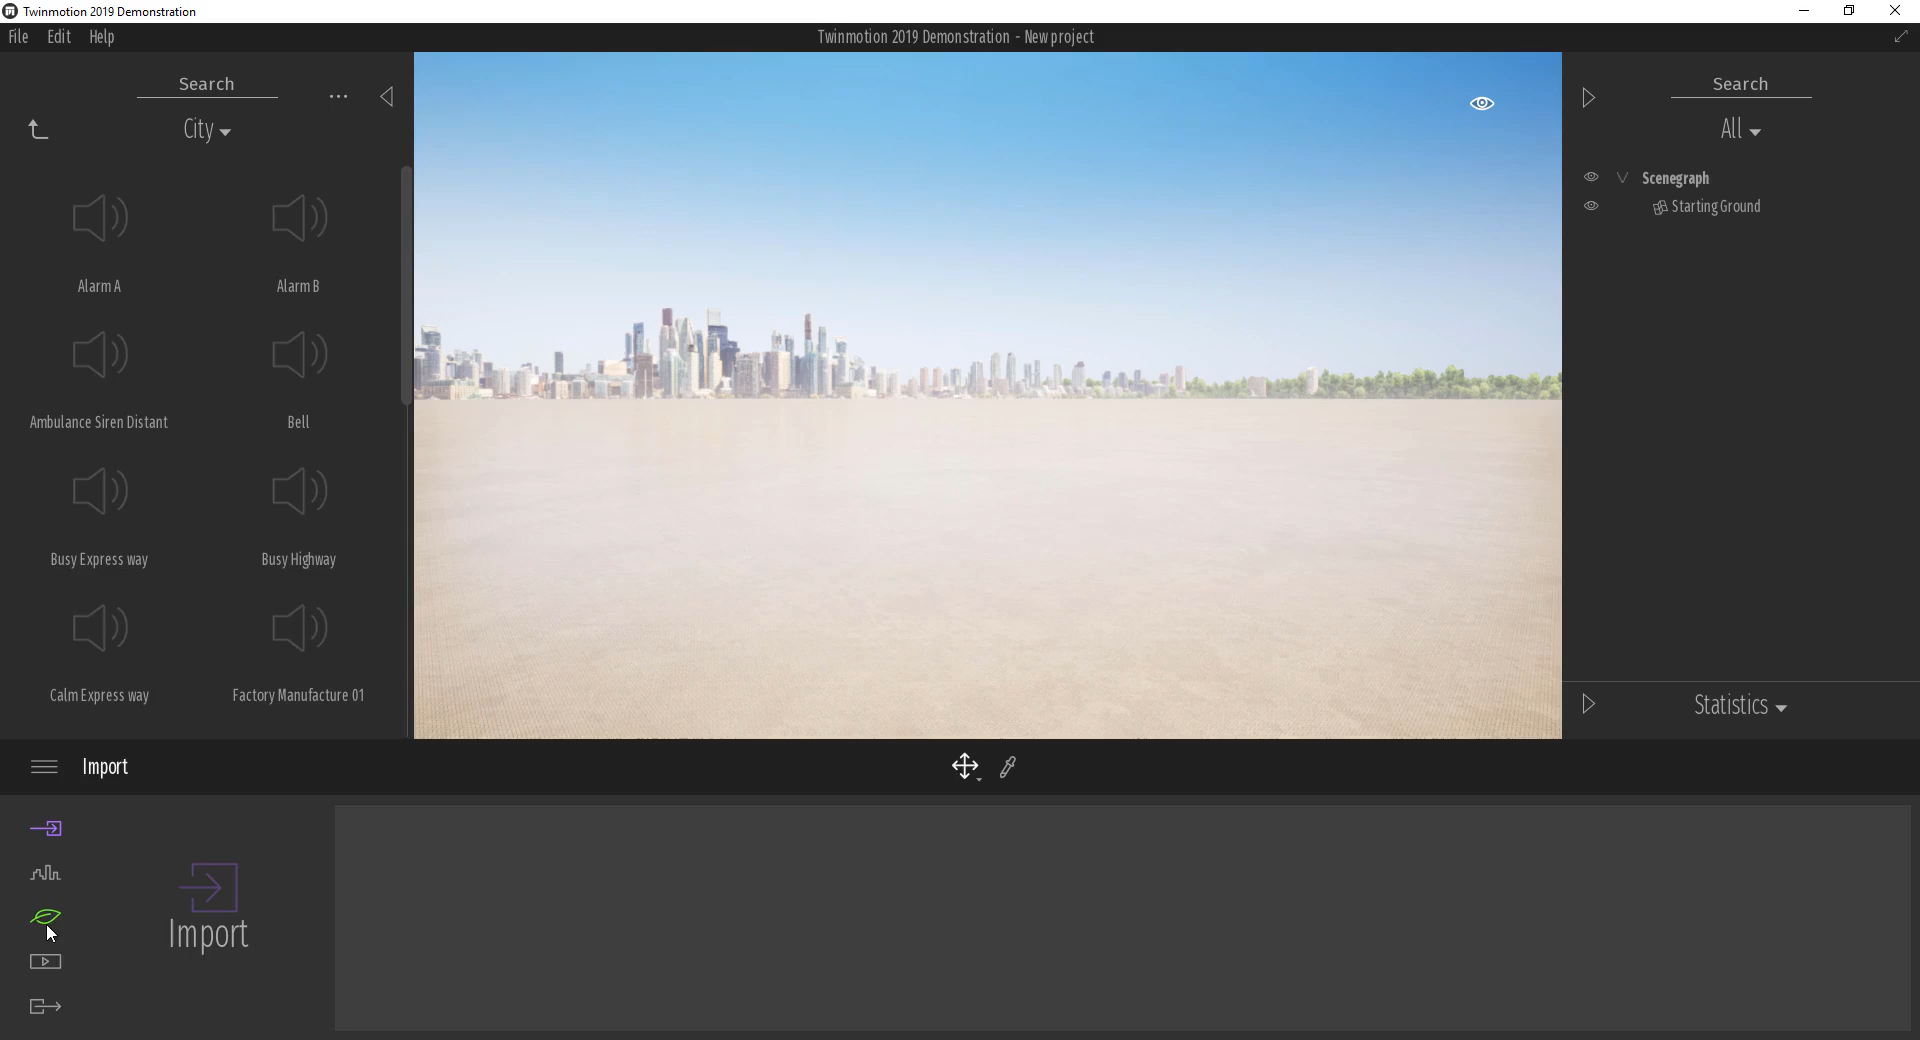 Twinmotion 2019 Demonstration
File Edit Help
Twinmotion 2019 Demonstration - New project
Search
...
City
Alarm A
Alarm B
Ambulance Siren Distant
Bell
Busy Express way
Busy Highway
Calm Express way
Factory Manufacture 01
Search
All
Scenegraph
Starting Ground
Statistics
Import
Import